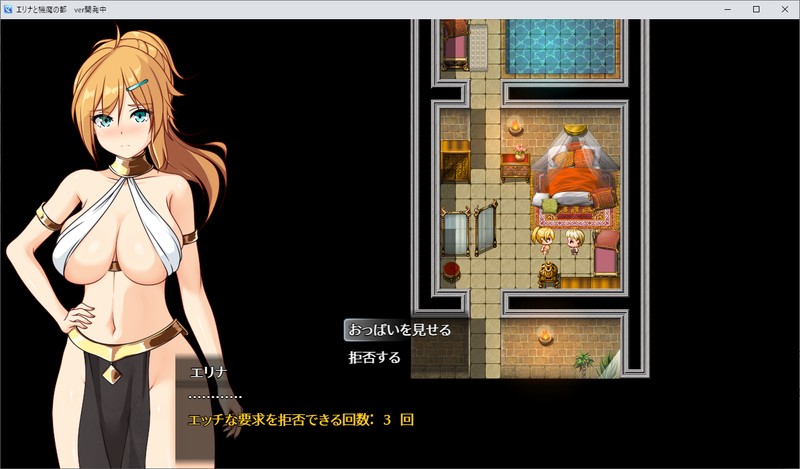 エリナと機魔の都 ver開発中
おっぱいを見せる
拒否する
エリナ
…………
エッチな要求を拒否できる回数: 3 回